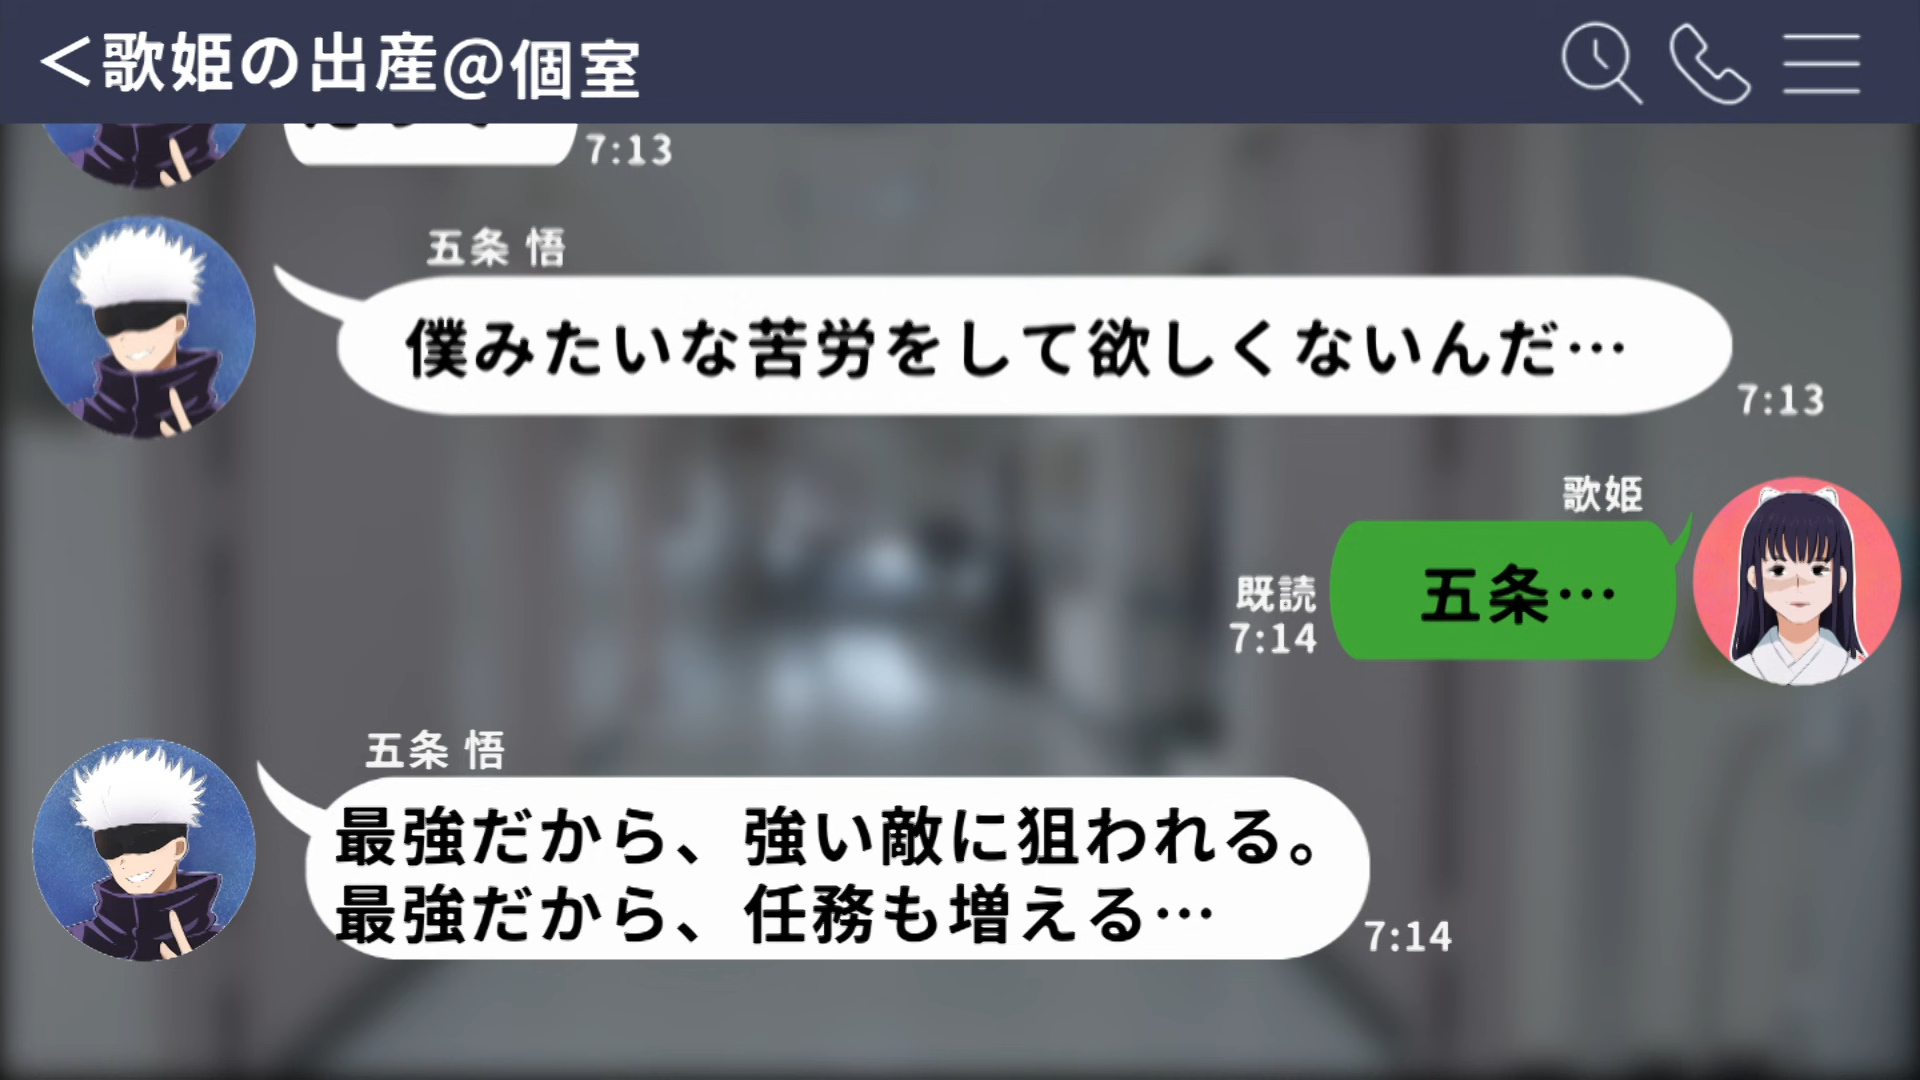 <歌姫の出産@個室
7:13
五条 悟
僕みたいな苦労をして欲しくないんだ…
7:13
歌姫
五条…
既読
7:14
五条 悟
最強だから、強い敵に狙われる。
最強だから、任務も増える…
7:14